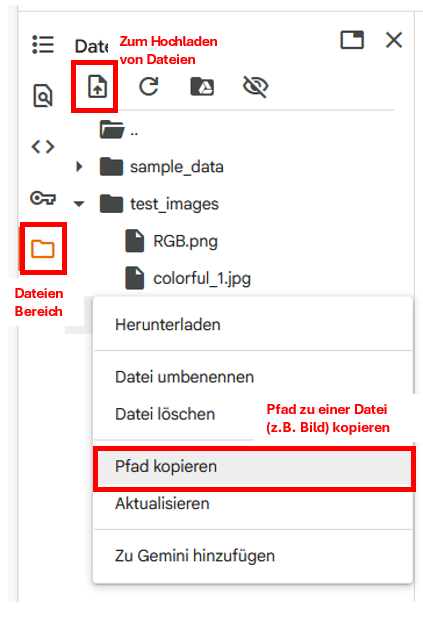 Date
Zum Hochladen
von Dateien
..
sample_data
test_images
RGB.png
colorful_1.jpg
Dateien
Bereich
Herunterladen
Datei umbenennen
Datei löschen
Pfad zu einer Datei
(z.B. Bild) kopieren
Pfad kopieren
Aktualisieren
Zu Gemini hinzufügen